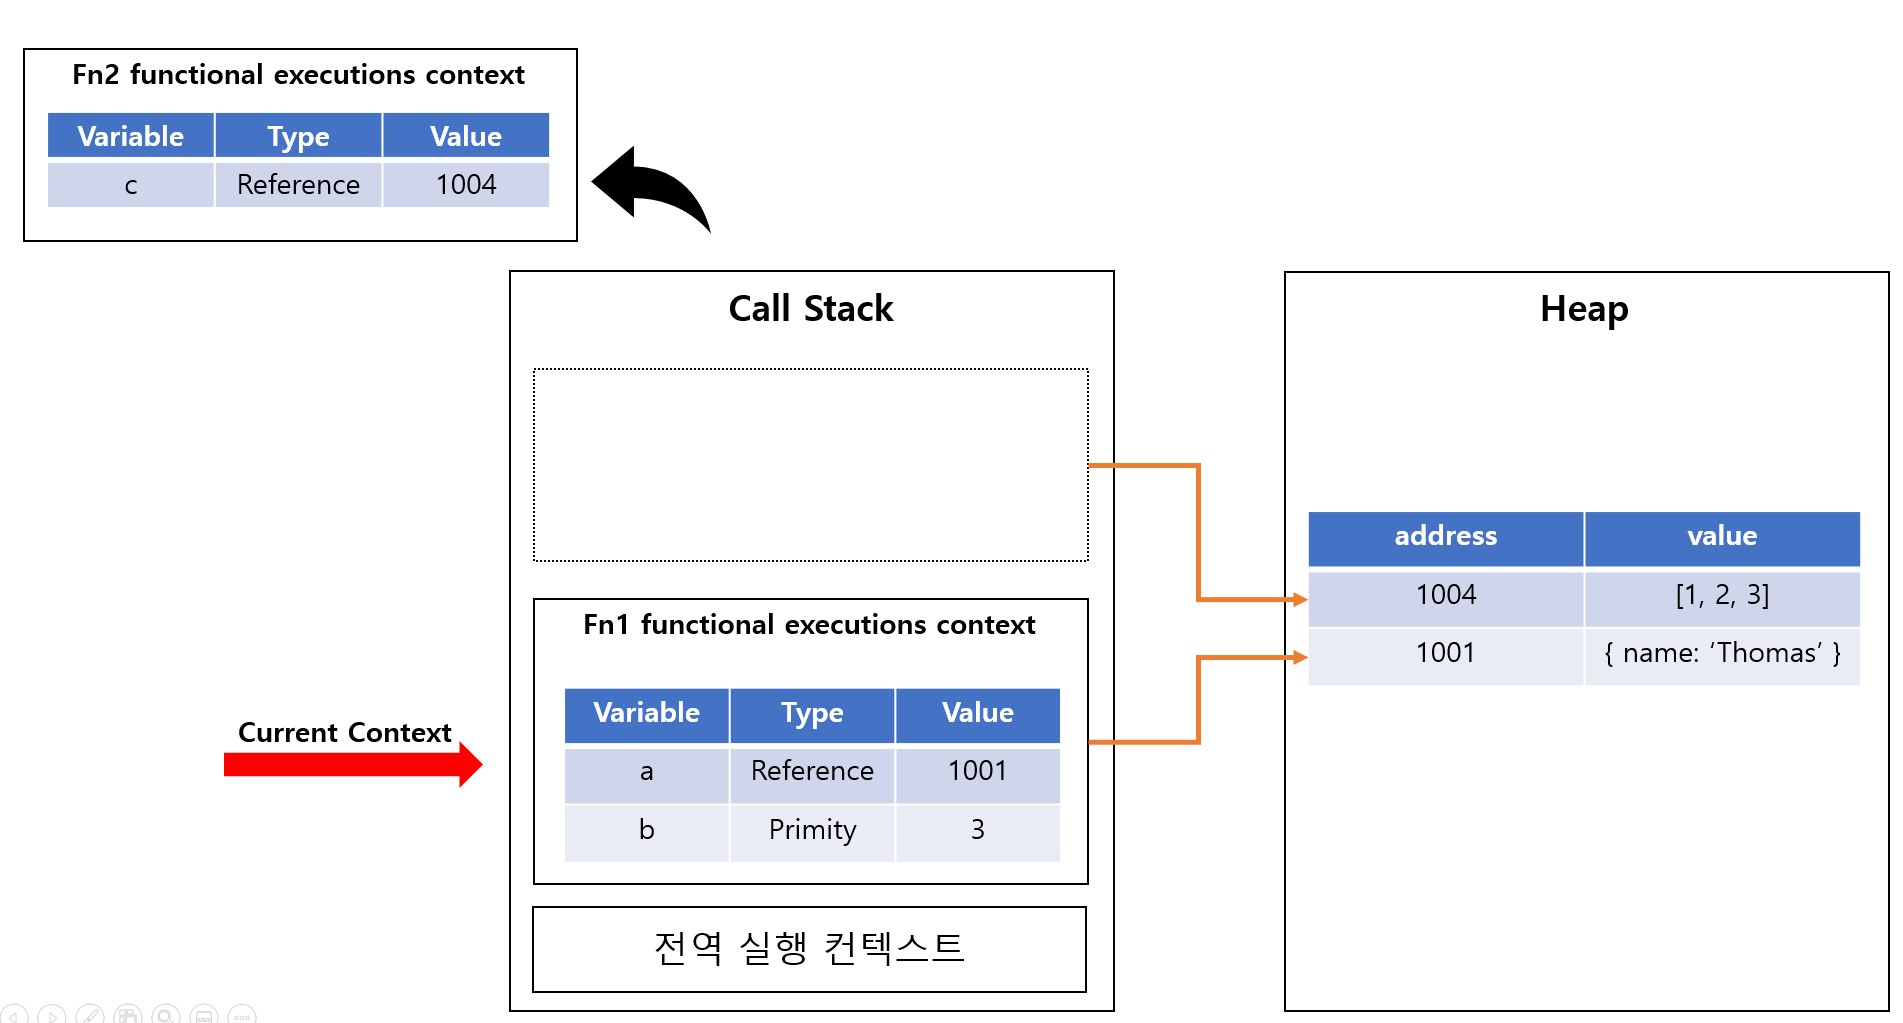 Fn2 functional executions context
Variable Type Value
c Reference 1004
Call Stack
Fn1 functional executions context
Variable Type Value
a Reference 1001
b Primity 3
전역 실행 컨텍스트
Current Context
Heap
address value
1004 [1, 2, 3]
1001 { name: ‘Thomas’ }